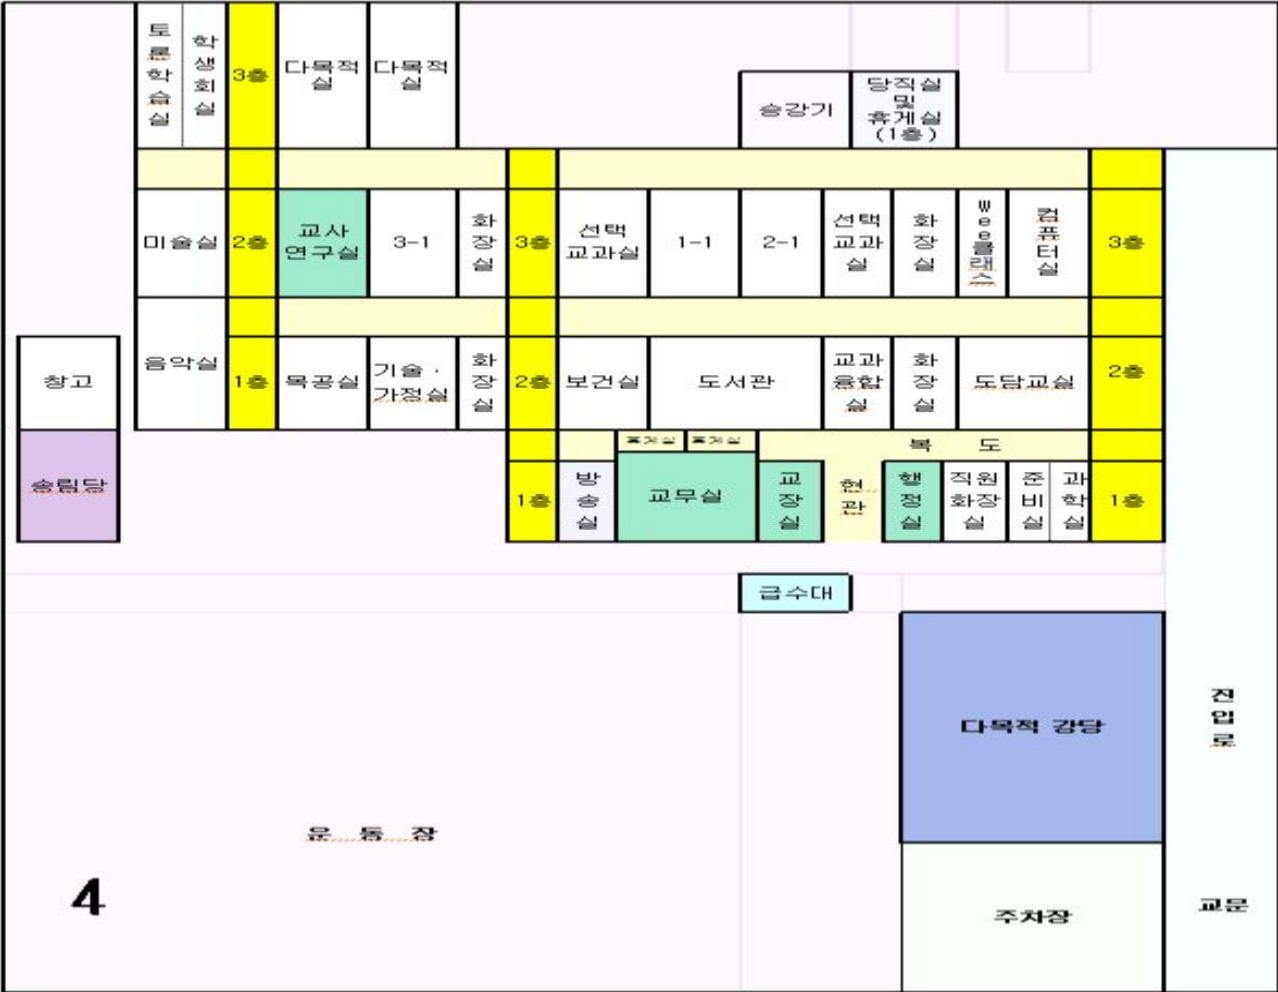 토론학습실
학생회실
3층
다목적
실
다목적
실
승강기
당직실
및
휴게실
(1층)
미술실
2층
교사
연구실
3-1
화장실
3층
선택
교과실
1-1
2-1
선택
교과
실
화장실
wee클래스
컴퓨터실
3층
창고
음악실
1층
목공실
기술·
가정실
화장실
2층
보건실
도서관
교과
융합
실
화장실
도담교실
2층
휴게실
휴게실
복 도
송림당
1층
방송실
교무실
교장실
현관
행정실
직원
화장
실
준비실
과학실
1층
급수대
다목적 강당
진입로
운 동 장
4
주차장
교문